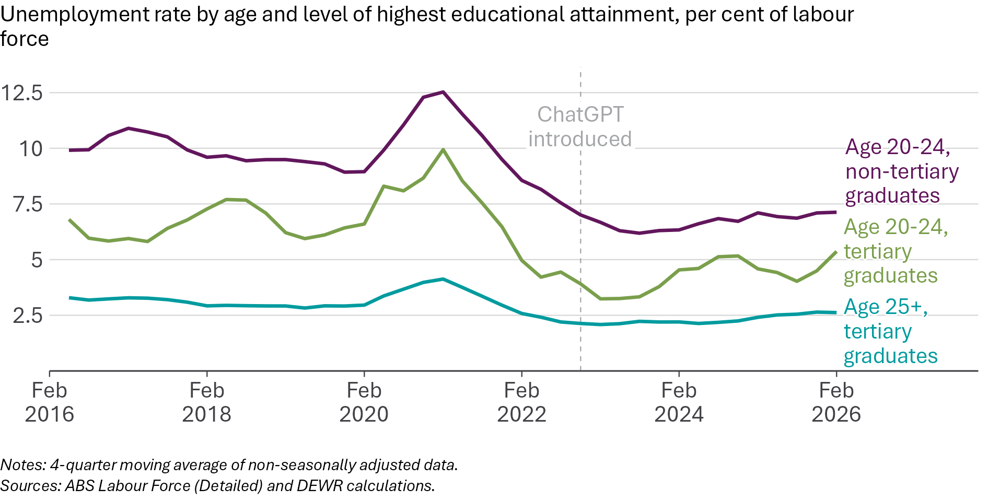 Unemployment rate by age and level of highest educational attainment, per cent of labour
force
12.5
ChatGPT
introduced
10
Age 20-24,
non-tertiary
graduates
7.5
Age 20-24,
tertiary
graduates
5
Age 25+,
tertiary
graduates
2.5
Feb
2016
Feb
2018
Feb
2020
Feb
2022
Feb
2024
Feb
2026
Notes: 4-quarter moving average of non-seasonally adjusted data.
Sources: ABS Labour Force (Detailed) and DEWR calculations.